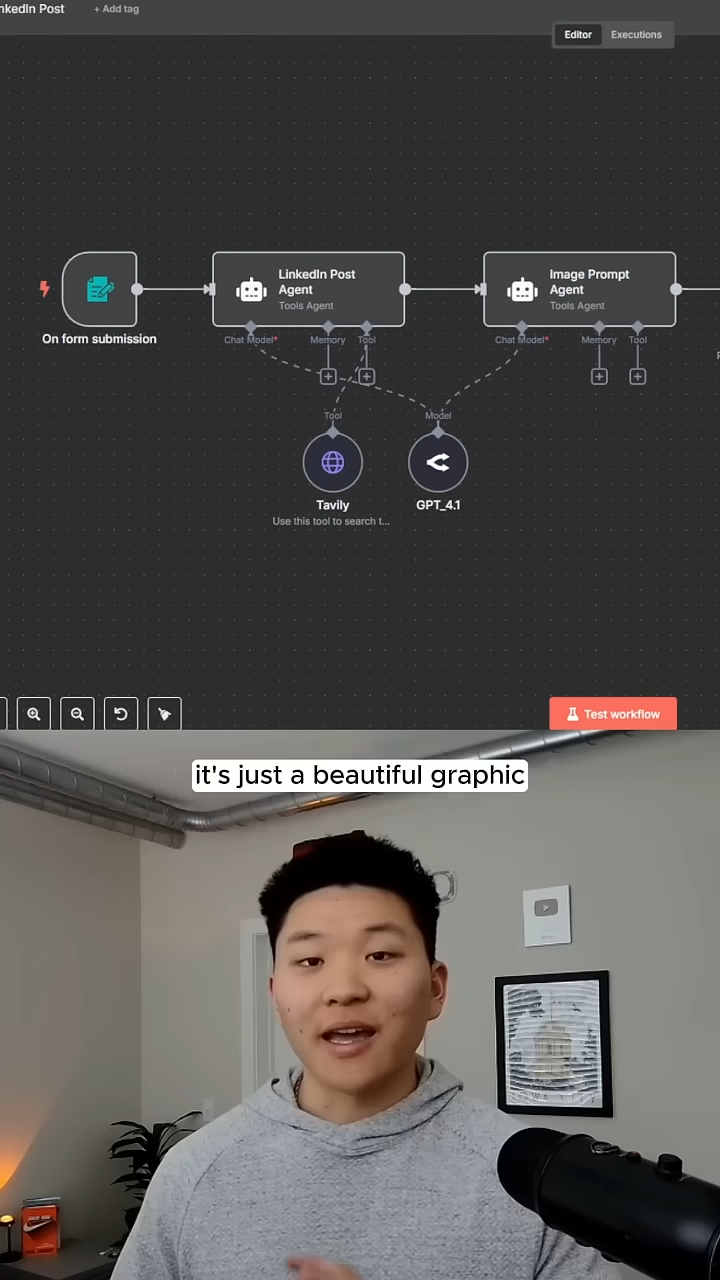 nkedIn Post
+ Add tag
Editor
Executions
LinkedIn Post
Agent
Tools Agent
Image Prompt
Agent
Tools Agent
On form submission
Chat Model*
Memory
Tool
Chat Model*
Memory
Tool
Tool
Model
Tavily
GPT_4.1
Use this tool to search t...
Test workflow
it's just a beautiful graphic